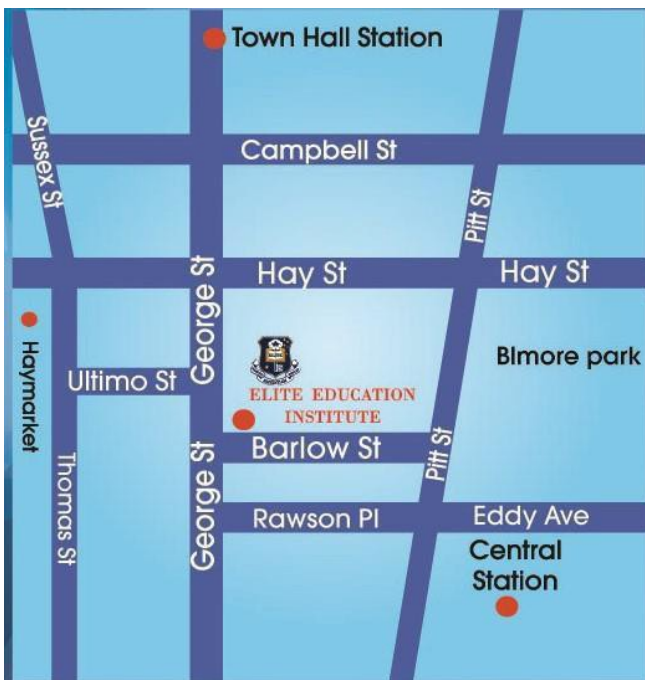 Town Hall Station
Sussex St
Campbell St
Pitt St
George St
Hay St
Hay St
Haymarket
Blmore park
Ultimo St
ELITE EDUCATION
INSTITUTE
Thomas St
George St
Barlow St
Pitt St
Rawson Pl
Eddy Ave
Central
Station